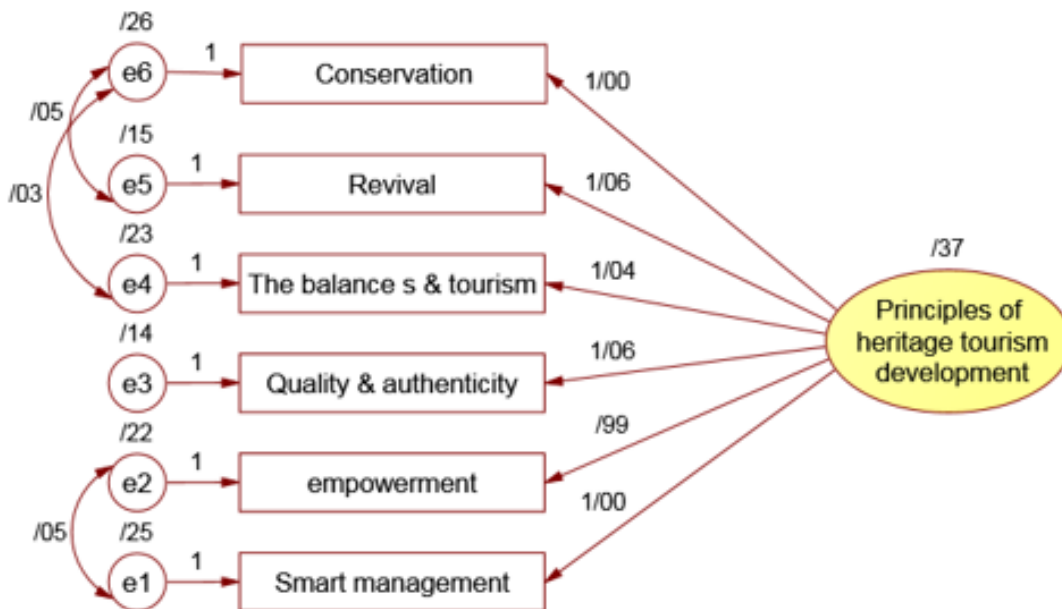 /26
e6
1
Conservation
1/00
/05
/15
e5
1
Revival
1/06
/03
/23
e4
1
The balance s & tourism
1/04
/37
Principles of
heritage tourism
development
/14
e3
1
Quality & authenticity
1/06
/22
e2
1
empowerment
/99
/05
/25
e1
1
Smart management
1/00